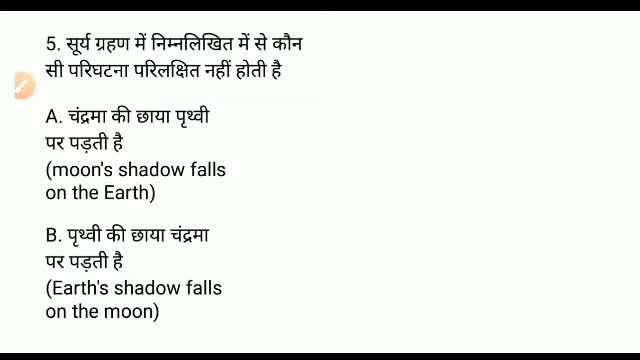 5. सूर्य ग्रहण में निम्नलिखित में से कौन
सी परिघटना परिलक्षित नहीं होती है
A. चंद्रमा की छाया पृथ्वी
पर पड़ती है
(moon's shadow falls
on the Earth)
B. पृथ्वी की छाया चंद्रमा
पर पड़ती है
(Earth's shadow falls
on the moon)